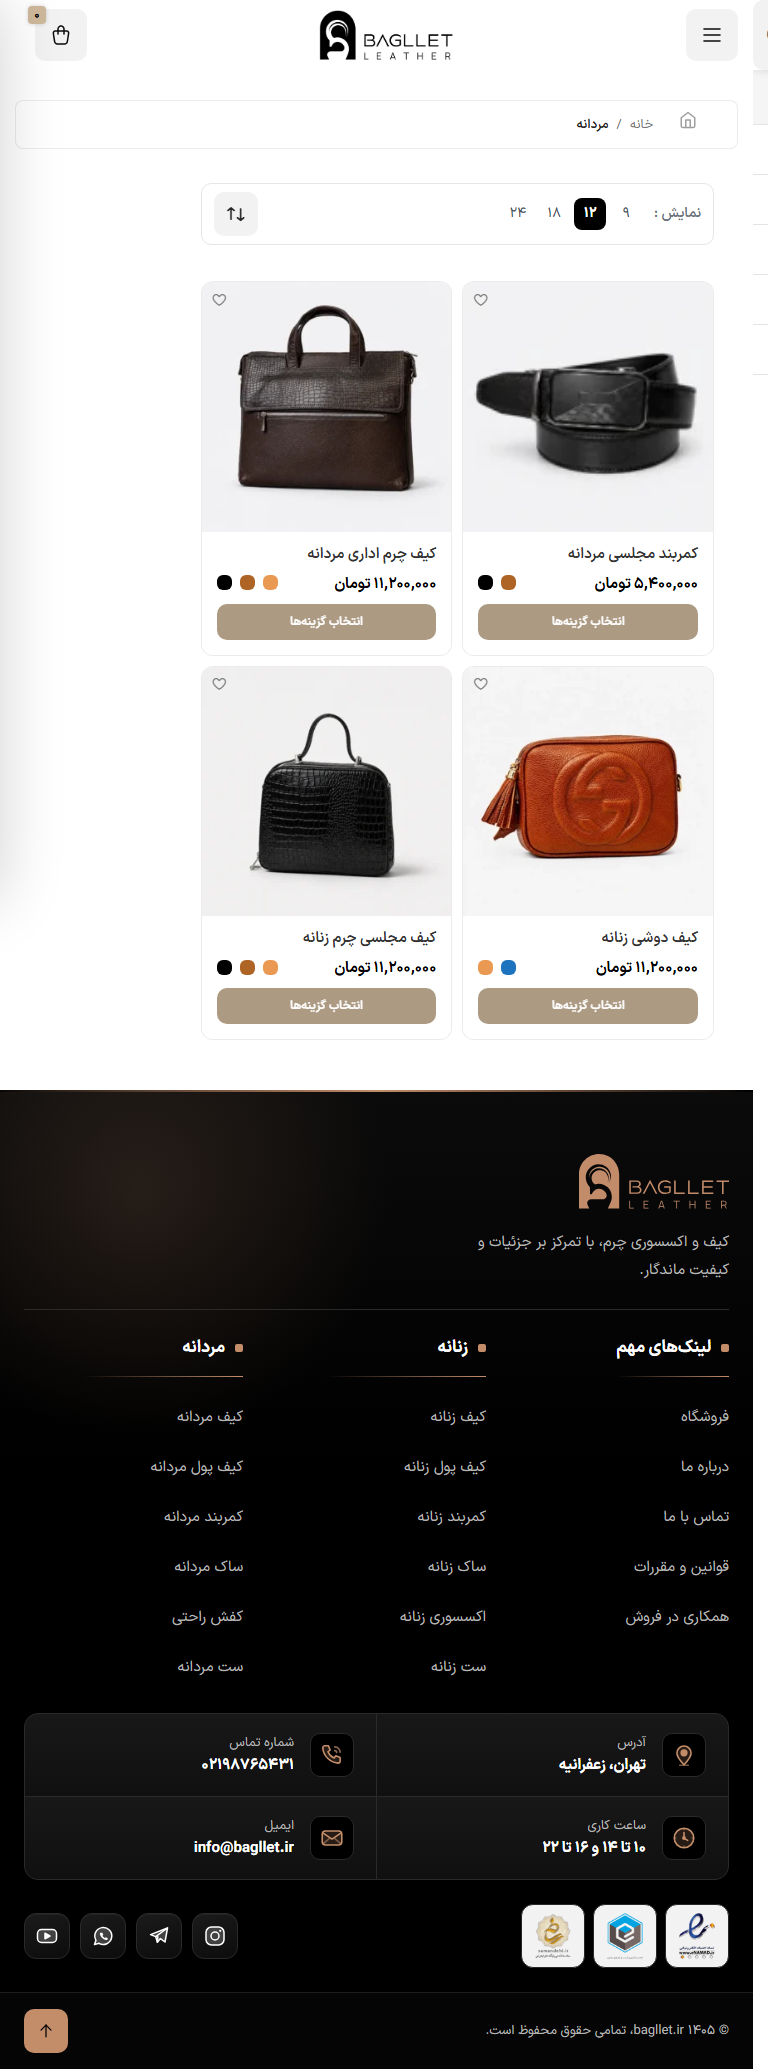 ۰
BAGLLET
LEATHER
خانه / مردانه
نمایش : ۹ ۱۲ ۱۸ ۲۴
کمربند مجلسی مردانه
۵,۴۰۰,۰۰۰ تومان
انتخاب گزینه‌ها
کیف چرم اداری مردانه
۱۱,۲۰۰,۰۰۰ تومان
انتخاب گزینه‌ها
کیف دوشی زنانه
۱۱,۲۰۰,۰۰۰ تومان
انتخاب گزینه‌ها
کیف مجلسی چرم زنانه
۱۱,۲۰۰,۰۰۰ تومان
انتخاب گزینه‌ها
BAGLLET
LEATHER
کیف و اکسسوری چرم، با تمرکز بر جزئیات و
کیفیت ماندگار.
لینک‌های مهم
فروشگاه
درباره ما
تماس با ما
قوانین و مقررات
همکاری در فروش
زنانه
کیف زنانه
کیف پول زنانه
کمربند زنانه
ساک زنانه
اکسسوری زنانه
ست زنانه
مردانه
کیف مردانه
کیف پول مردانه
کمربند مردانه
ساک مردانه
کفش راحتی
ست مردانه
آدرس
تهران، زعفرانیه
شماره تماس
۰۲۱۹۸۷۶۵۴۳۱
ساعت کاری
۱۰ تا ۱۴ و ۱۶ تا ۲۲
ایمیل
info@bagllet.ir
www.eNAMAD.ir
samandehi.ir
© ۱۴۰۵ bagllet.ir، تمامی حقوق محفوظ است.